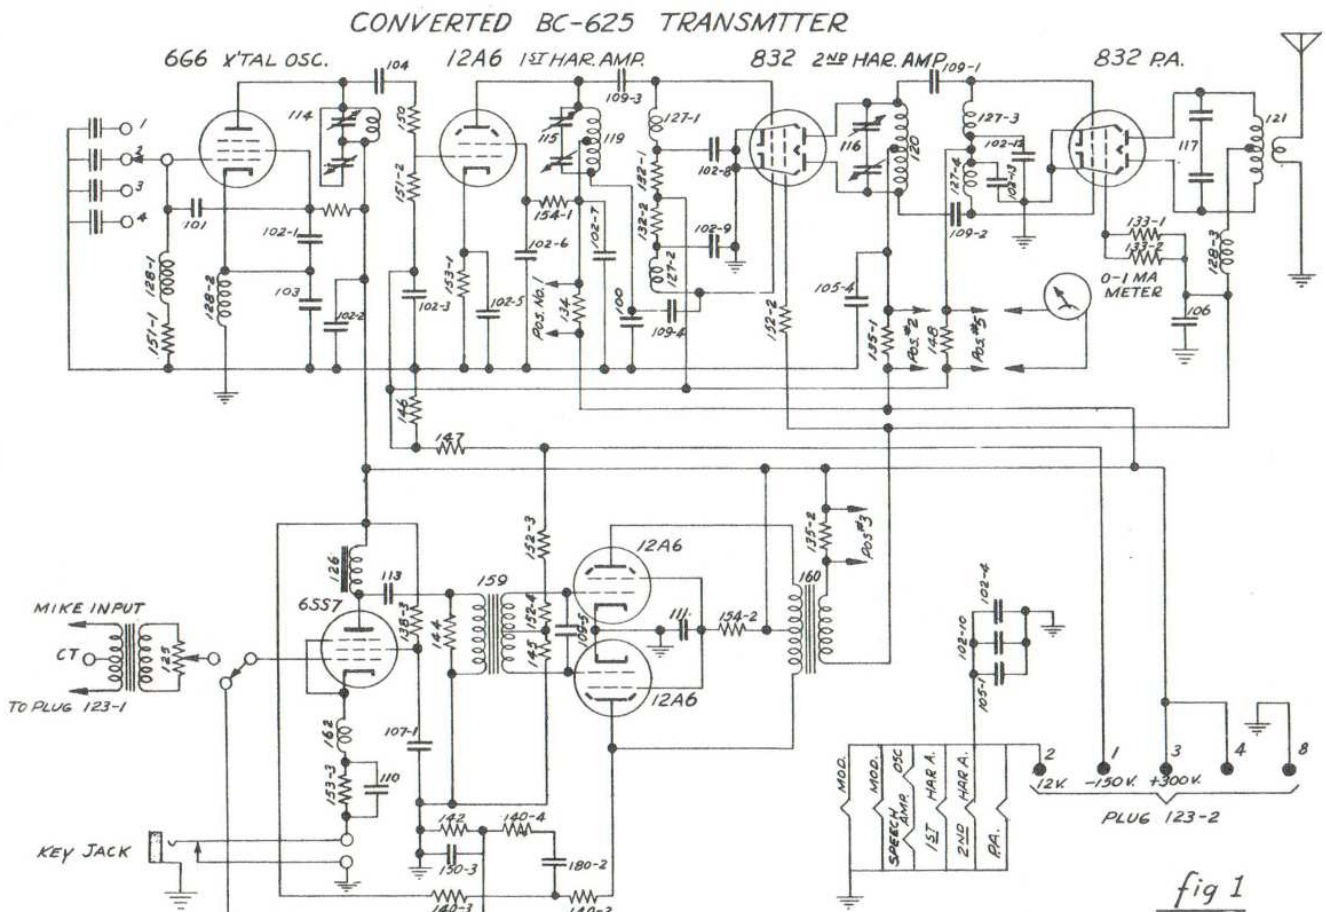 CONVERTED BC-625 TRANSMTTER
6G6 X'TAL OSC.
104
12A6 1ST HAR. AMP.
109-3
832 2ND HAR. AMP.
109-1
832 P.A.
1
2
3
4
114
150
151-2
115
119
127-1
132-1
132-2
102-8
102-9
127-2
116
120
127-3
127-4
102-12
102-13
109-2
117
121
101
102-1
103
128-1
128-2
151-1
102-2
102-3
153-1
102-5
154-1
102-6
102-7
POS. NO. 1
134
100
109-4
152-2
105-4
135-1
POS. #2
148
POS. #5
133-1
133-2
0-1 MA
METER
106
128-3
146
147
152-3
135-2
POS #3
12A6
126
113
6SS7
138-3
144
159
152-4
145
109-5
111
154-2
160
12A6
MIKE INPUT
CT
125
TO PLUG 123-1
162
107-1
153-3
110
KEY JACK
142
140-4
150-3
180-2
140-3
140-2
102-4
102-10
105-1
MOD.
MOD.
SPEECH AMP.
OSC
1ST HAR A.
2ND HAR A.
P.A.
2
1
3
4
8
12V.
-150V.
+300V.
PLUG 123-2
fig 1